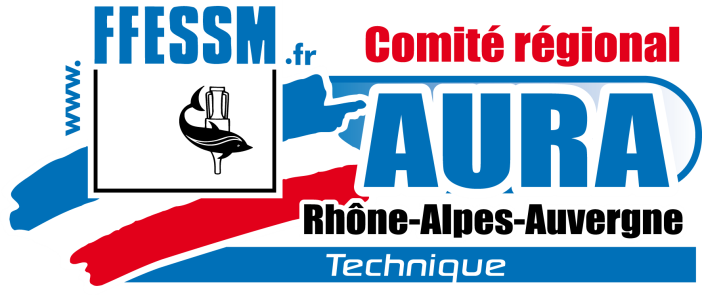 www.
FFESSM
.fr
Comité régional
AURA
Rhône-Alpes-Auvergne
Technique